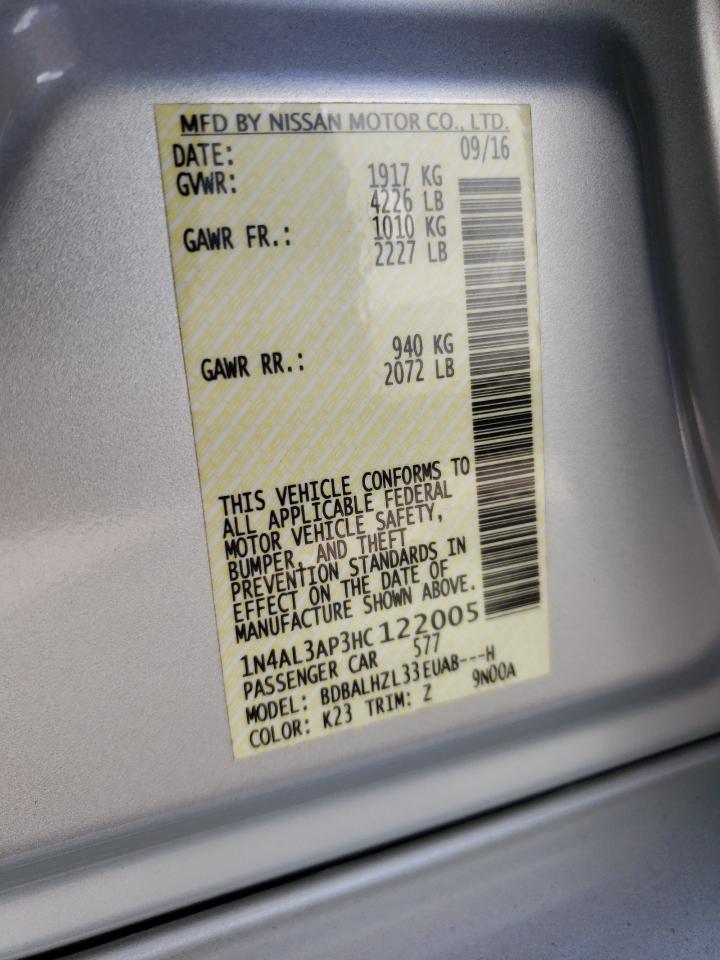 MFD BY NISSAN MOTOR CO., LTD.
DATE: 09/16
GVWR: 1917 KG
4226 LB
GAWR FR.: 1010 KG
2227 LB
GAWR RR.: 940 KG
2072 LB
THIS VEHICLE CONFORMS TO
ALL APPLICABLE FEDERAL
MOTOR VEHICLE SAFETY,
BUMPER, AND THEFT
PREVENTION STANDARDS IN
EFFECT ON THE DATE OF
MANUFACTURE SHOWN ABOVE.
1N4AL3AP3HC122005
PASSENGER CAR 577
MODEL: BDBALHZL33EUAB---H
COLOR: K23 TRIM: Z 9N00A